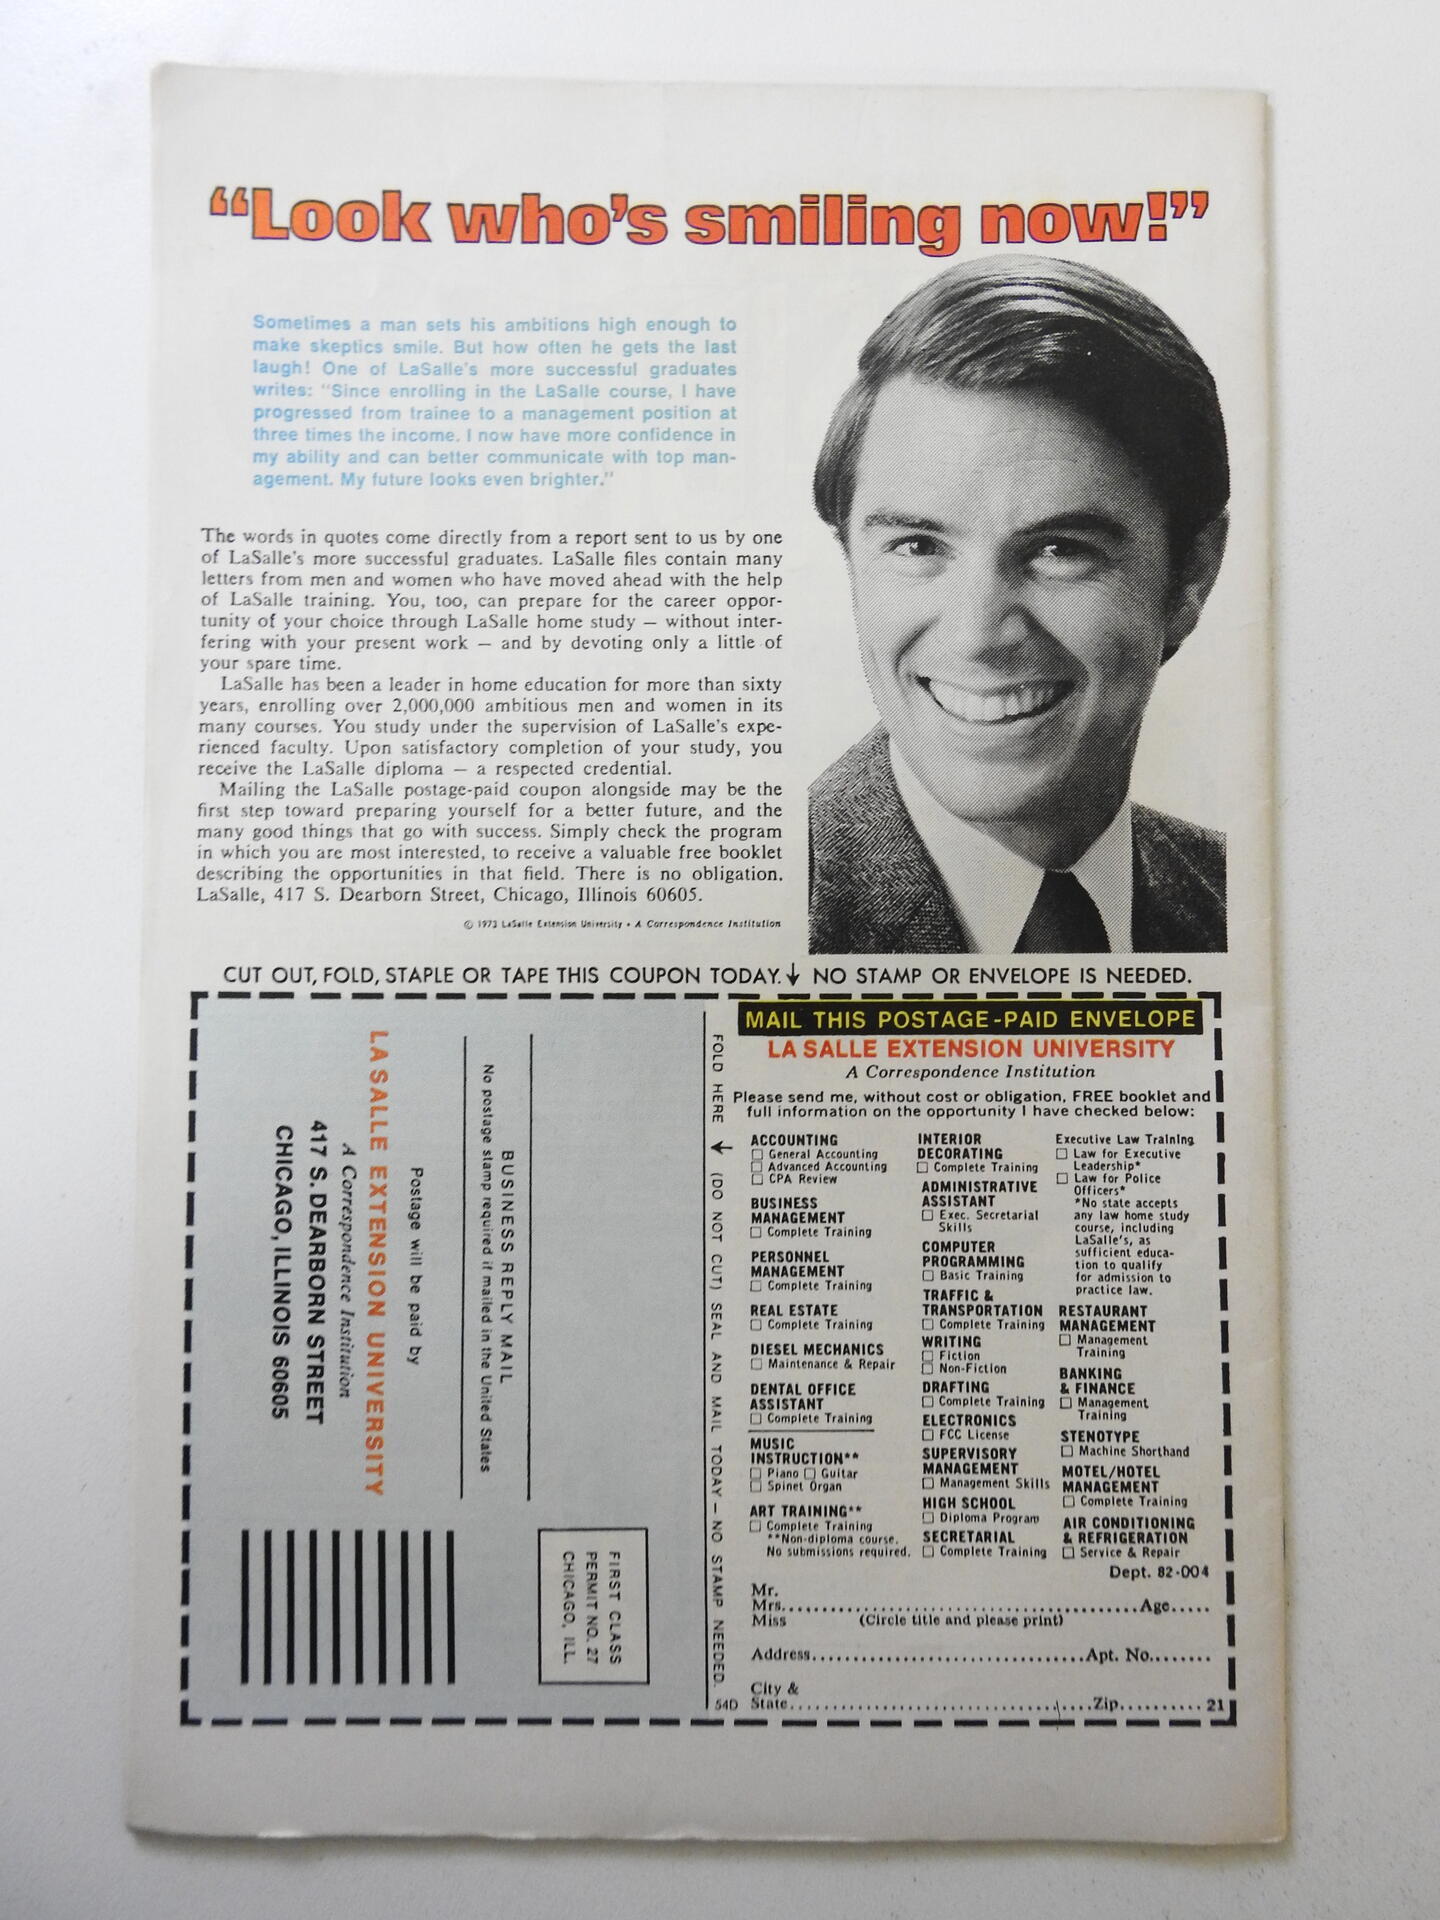 “Look who’s smiling now!”
Sometimes a man sets his ambitions high enough to
make skeptics smile. But how often he gets the last
laugh! One of LaSalle's more successful graduates
writes: "Since enrolling in the LaSalle course, I have
progressed from trainee to a management position at
three times the income. I now have more confidence in
my ability and can better communicate with top man-
agement. My future looks even brighter."
The words in quotes come directly from a report sent to us by one
of LaSalle's more successful graduates. LaSalle files contain many
letters from men and women who have moved ahead with the help
of LaSalle training. You, too, can prepare for the career oppor-
tunity of your choice through LaSalle home study — without inter-
fering with your present work — and by devoting only a little of
your spare time.
LaSalle has been a leader in home education for more than sixty
years, enrolling over 2,000,000 ambitious men and women in its
many courses. You study under the supervision of LaSalle's expe-
rienced faculty. Upon satisfactory completion of your study, you
receive the LaSalle diploma — a respected credential.
Mailing the LaSalle postage-paid coupon alongside may be the
first step toward preparing yourself for a better future, and the
many good things that go with success. Simply check the program
in which you are most interested, to receive a valuable free booklet
describing the opportunities in that field. There is no obligation.
LaSalle, 417 S. Dearborn Street, Chicago, Illinois 60605.
© 1973 LaSalle Extension University • A Correspondence Institution
CUT OUT, FOLD, STAPLE OR TAPE THIS COUPON TODAY. ↓ NO STAMP OR ENVELOPE IS NEEDED.
FIRST CLASS
PERMIT NO. 27
CHICAGO, ILL.
BUSINESS REPLY MAIL
No postage stamp required if mailed in the United States
Postage will be paid by
LA SALLE EXTENSION UNIVERSITY
A Correspondence Institution
417 S. DEARBORN STREET
CHICAGO, ILLINOIS 60605
FOLD HERE ↓ (DO NOT CUT) SEAL AND MAIL TODAY — NO STAMP NEEDED.
MAIL THIS POSTAGE-PAID ENVELOPE
LA SALLE EXTENSION UNIVERSITY
A Correspondence Institution
Please send me, without cost or obligation, FREE booklet and
full information on the opportunity I have checked below:
ACCOUNTING
☐ General Accounting
☐ Advanced Accounting
☐ CPA Review
BUSINESS
MANAGEMENT
☐ Complete Training
PERSONNEL
MANAGEMENT
☐ Complete Training
REAL ESTATE
☐ Complete Training
DIESEL MECHANICS
☐ Maintenance & Repair
DENTAL OFFICE
ASSISTANT
☐ Complete Training
MUSIC
INSTRUCTION**
☐ Piano ☐ Guitar
☐ Spinet Organ
ART TRAINING**
☐ Complete Training
**Non-diploma course.
No submissions required.
INTERIOR
DECORATING
☐ Complete Training
ADMINISTRATIVE
ASSISTANT
☐ Exec. Secretarial
Skills
COMPUTER
PROGRAMMING
☐ Basic Training
TRAFFIC &
TRANSPORTATION
☐ Complete Training
WRITING
☐ Fiction
☐ Non-Fiction
DRAFTING
☐ Complete Training
ELECTRONICS
☐ FCC License
SUPERVISORY
MANAGEMENT
☐ Management Skills
HIGH SCHOOL
☐ Diploma Program
SECRETARIAL
☐ Complete Training
Executive Law Training
☐ Law for Executive
Leadership*
☐ Law for Police
Officers*
*No state accepts
any law home study
course, including
LaSalle's, as
sufficient educa-
tion to qualify
for admission to
practice law.
RESTAURANT
MANAGEMENT
☐ Management
Training
BANKING
& FINANCE
☐ Management
Training
STENOTYPE
☐ Machine Shorthand
MOTEL/HOTEL
MANAGEMENT
☐ Complete Training
AIR CONDITIONING
& REFRIGERATION
☐ Service & Repair
Dept. 82-004
Mr.
Mrs. Age
Miss (Circle title and please print)
Address Apt. No.
City &
State Zip 21
54D